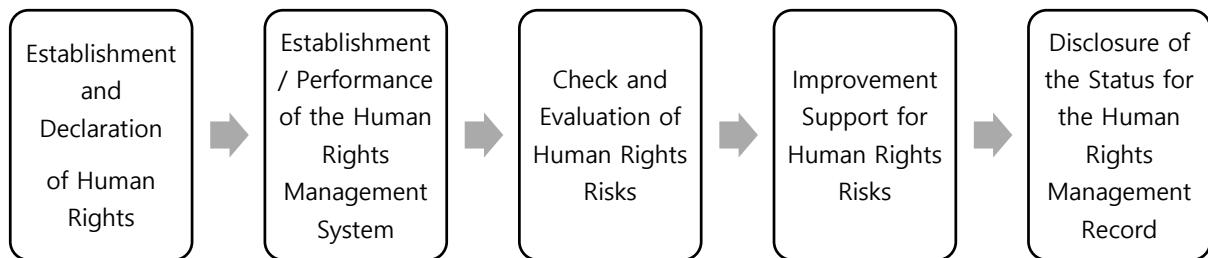 Establishment
and
Declaration
of Human
Rights
Establishment
/ Performance
of the Human
Rights
Management
System
Check and
Evaluation of
Human Rights
Risks
Improvement
Support for
Human Rights
Risks
Disclosure of
the Status for
the Human
Rights
Management
Record